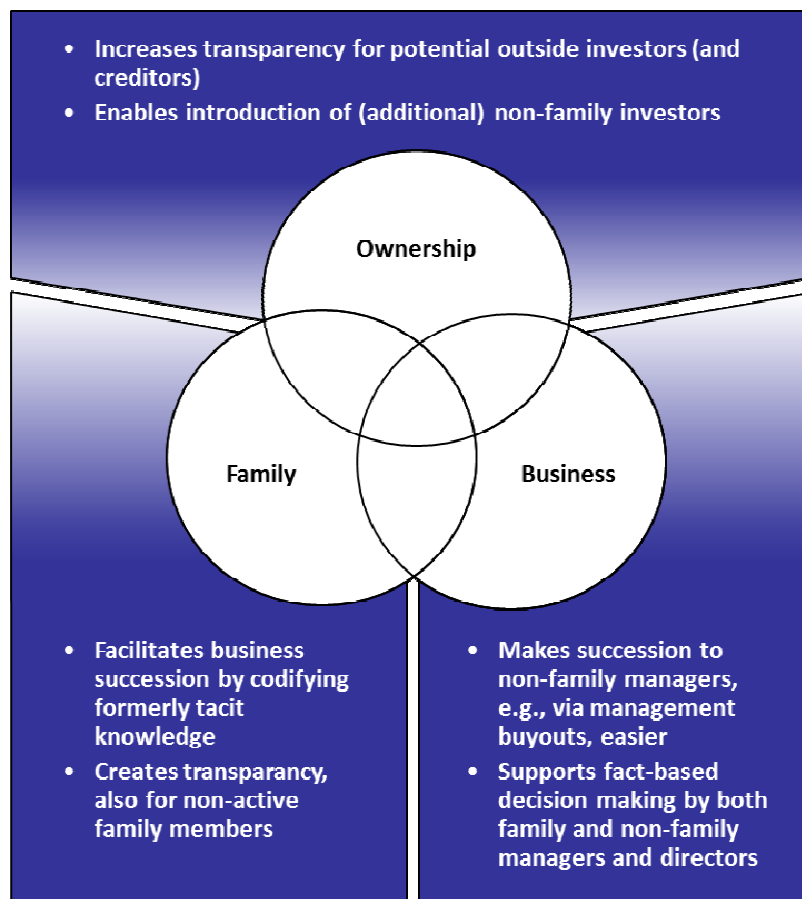 • Increases transparency for potential outside investors (and
creditors)
• Enables introduction of (additional) non-family investors
Ownership
Family
Business
• Facilitates business
succession by codifying
formerly tacit
knowledge
• Creates transparancy,
also for non-active
family members
• Makes succession to
non-family managers,
e.g., via management
buyouts, easier
• Supports fact-based
decision making by both
family and non-family
managers and directors